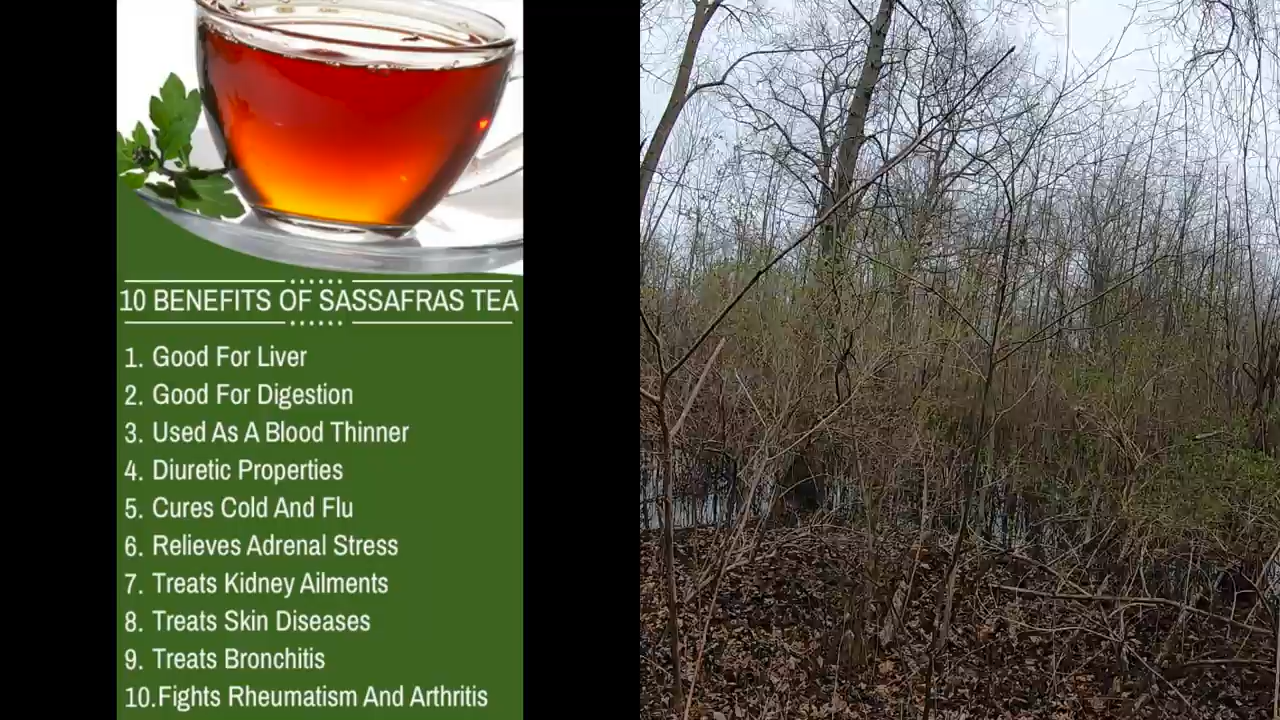 10 BENEFITS OF SASSAFRAS TEA
1. Good For Liver
2. Good For Digestion
3. Used As A Blood Thinner
4. Diuretic Properties
5. Cures Cold And Flu
6. Relieves Adrenal Stress
7. Treats Kidney Ailments
8. Treats Skin Diseases
9. Treats Bronchitis
10.Fights Rheumatism And Arthritis